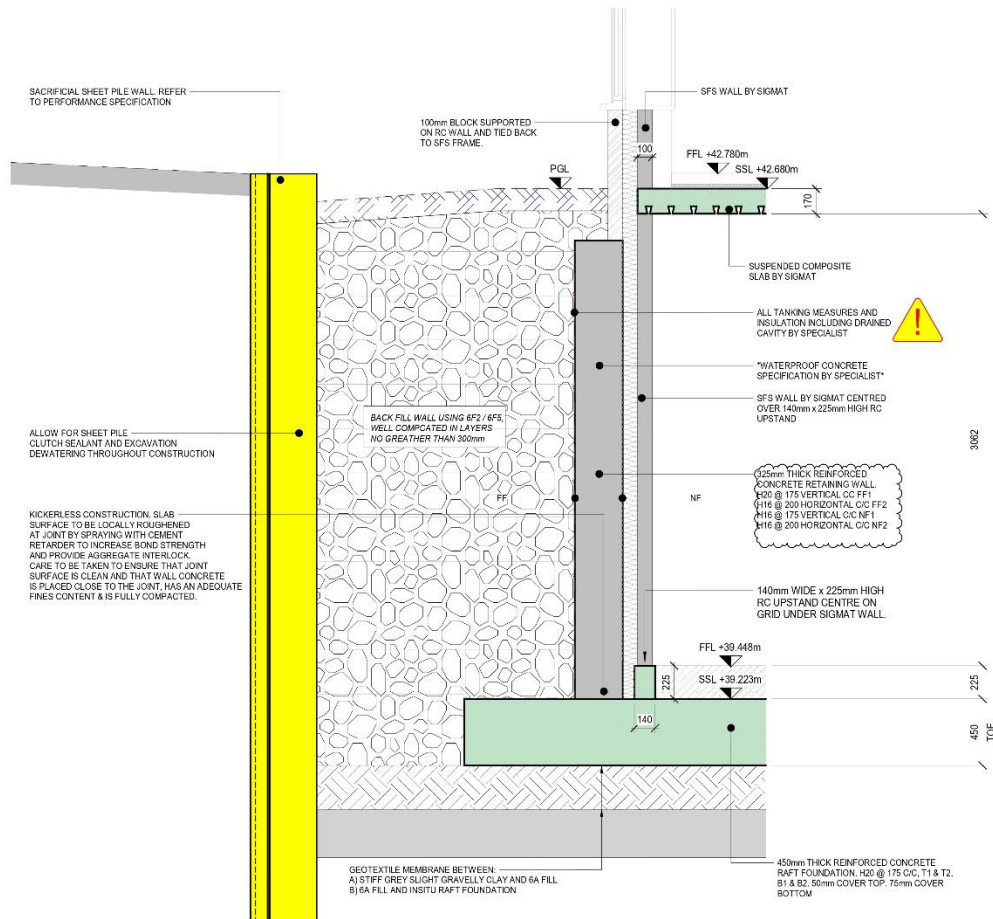 SACRIFICIAL SHEET PILE WALL. REFER
TO PERFORMANCE SPECIFICATION
100mm BLOCK SUPPORTED
ON RC WALL AND TIED BACK
TO SFS FRAME.
SFS WALL BY SIGMAT
100
FFL +42.780m
SSL +42.680m
PGL
170
SUSPENDED COMPOSITE
SLAB BY SIGMAT
ALL TANKING MEASURES AND
INSULATION INCLUDING DRAINED
CAVITY BY SPECIALIST
!
*WATERPROOF CONCRETE
SPECIFICATION BY SPECIALIST*
SFS WALL BY SIGMAT CENTRED
OVER 140mm x 225mm HIGH RC
UPSTAND
3062
BACK FILL WALL USING 6F2 / 6F5,
WELL COMPCATED IN LAYERS
NO GREATHER THAN 300mm
ALLOW FOR SHEET PILE
CLUTCH SEALANT AND EXCAVATION
DEWATERING THROUGHOUT CONSTRUCTION
325mm THICK REINFORCED
CONCRETE RETAINING WALL.
H20 @ 175 VERTICAL CC FF1
H16 @ 200 HORIZONTAL C/C FF2
H16 @ 175 VERTICAL C/C NF1
H16 @ 200 HORIZONTAL C/C NF2
FF
NF
KICKERLESS CONSTRUCTION. SLAB
SURFACE TO BE LOCALLY ROUGHENED
AT JOINT BY SPRAYING WITH CEMENT
RETARDER TO INCREASE BOND STRENGTH
AND PROVIDE AGGREGATE INTERLOCK.
CARE TO BE TAKEN TO ENSURE THAT JOINT
SURFACE IS CLEAN AND THAT WALL CONCRETE
IS PLACED CLOSE TO THE JOINT, HAS AN ADEQUATE
FINES CONTENT & IS FULLY COMPACTED.
140mm WIDE x 225mm HIGH
RC UPSTAND CENTRE ON
GRID UNDER SIGMAT WALL.
FFL +39.448m
SSL +39.223m
225
225
140
450
TOE
GEOTEXTILE MEMBRANE BETWEEN:
A) STIFF GREY SLIGHT GRAVELLY CLAY AND 6A FILL
B) 6A FILL AND INSITU RAFT FOUNDATION
450mm THICK REINFORCED CONCRETE
RAFT FOUNDATION. H20 @ 175 C/C, T1 & T2,
B1 & B2. 50mm COVER TOP. 75mm COVER
BOTTOM